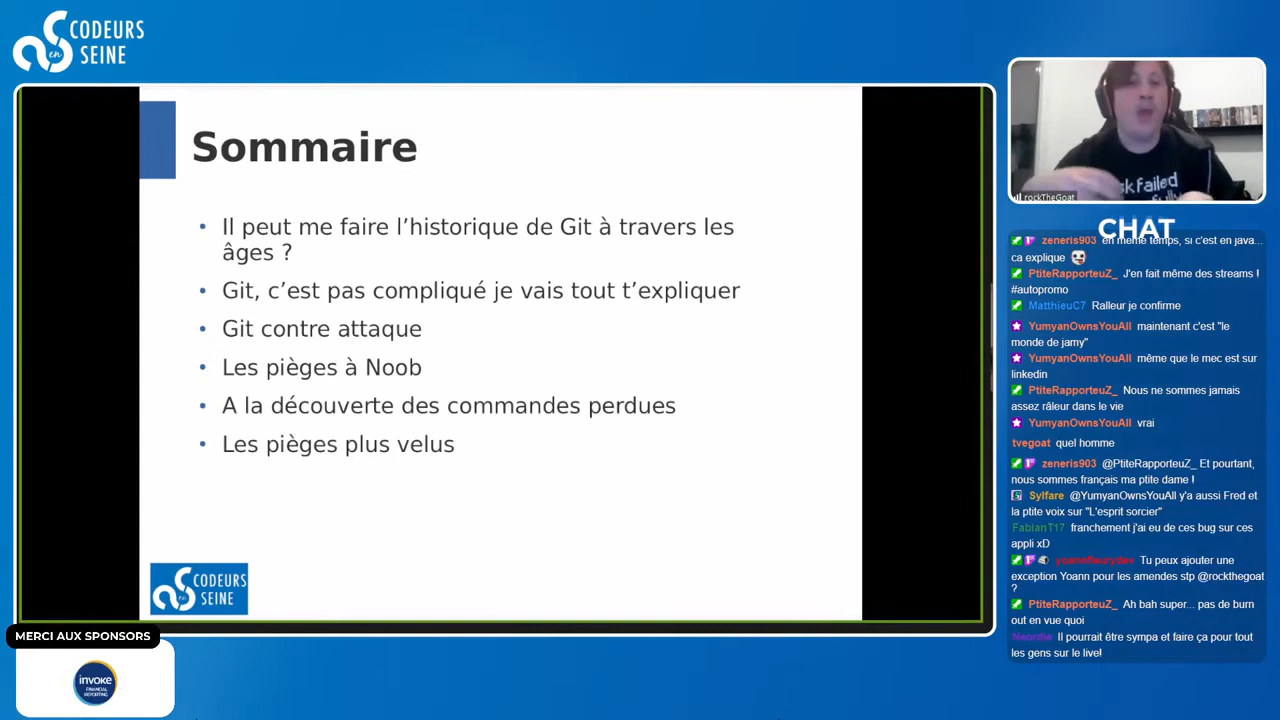 CODEURS
en
SEINE
Sommaire
• Il peut me faire l’historique de Git à travers les
âges ?
• Git, c’est pas compliqué je vais tout t’expliquer
• Git contre attaque
• Les pièges à Noob
• A la découverte des commandes perdues
• Les pièges plus velus
CODEURS
en
SEINE
MERCI AUX SPONSORS
invoke
FINANCIAL
REPORTING
sk failed
rockTheGoat
CHAT
zeneris903 en même temps, si c'est en java...
ca explique
PtiteRapporteuZ_ J'en fait même des streams !
#autopromo
MatthieuC7 Ralleur je confirme
YumyanOwnsYouAll maintenant c'est "le
monde de jamy"
YumyanOwnsYouAll même que le mec est sur
linkedin
PtiteRapporteuZ_ Nous ne sommes jamais
assez râleur dans le vie
YumyanOwnsYouAll vrai
tvegoat quel homme
zeneris903 @PtiteRapporteuZ_ Et pourtant,
nous sommes français ma ptite dame !
Sylfare @YumyanOwnsYouAll y'a aussi Fred et
la ptite voix sur "L'esprit sorcier"
FabianT17 franchement j'ai eu de ces bug sur ces
appli xD
yoannfleurydev Tu peux ajouter une
exception Yoann pour les amendes stp @rockthegoat
?
PtiteRapporteuZ_ Ah bah super... pas de burn
out en vue quoi
Neordie Il pourrait être sympa et faire ça pour tout
les gens sur le live!